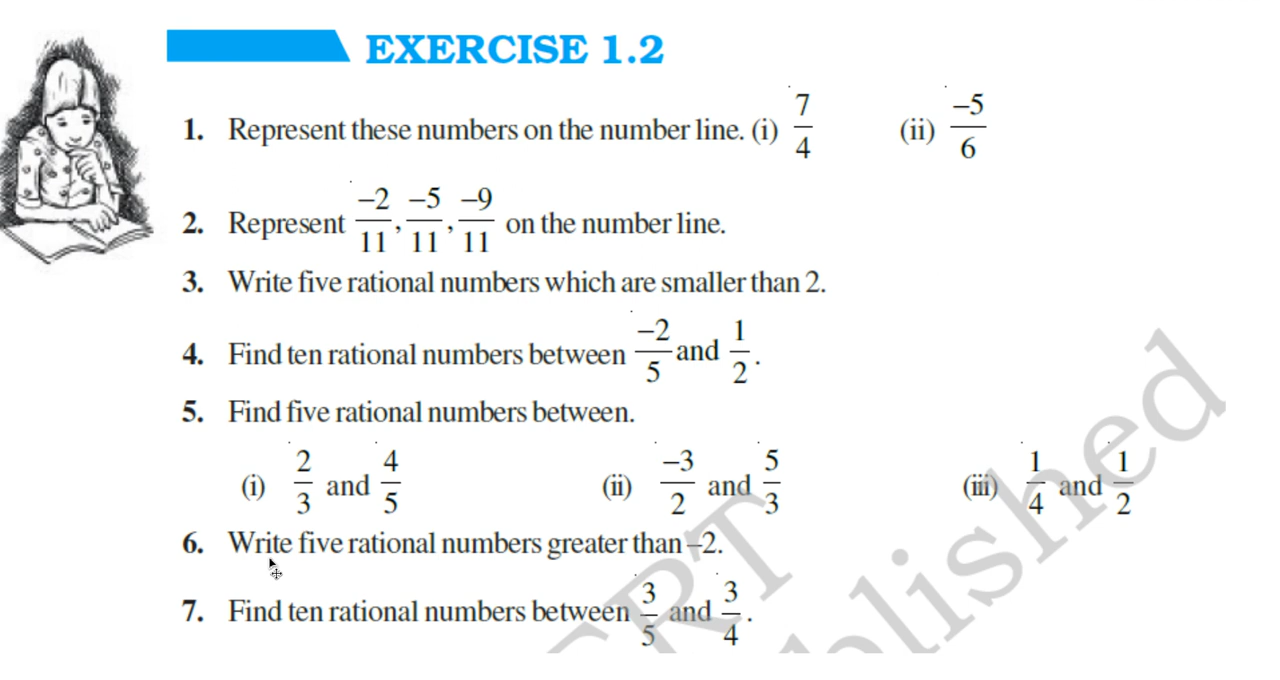 EXERCISE 1.2
1. Represent these numbers on the number line. (i) 7/4 (ii) –5/6
2. Represent –2/11, –5/11, –9/11 on the number line.
3. Write five rational numbers which are smaller than 2.
4. Find ten rational numbers between –2/5 and 1/2.
5. Find five rational numbers between.
(i) 2/3 and 4/5 (ii) –3/2 and 5/3 (iii) 1/4 and 1/2
6. Write five rational numbers greater than –2.
7. Find ten rational numbers between 3/5 and 3/4.